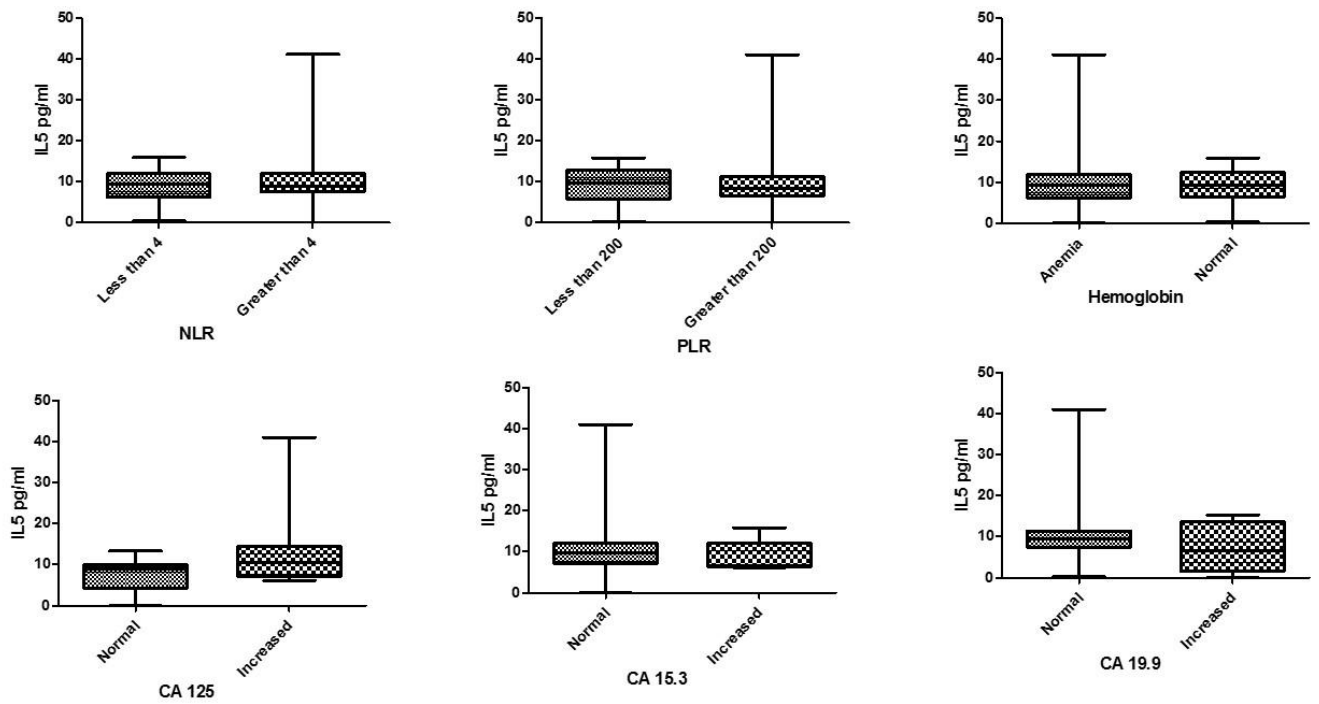 50
40
30
20
10
0
IL5 pg/ml
Less than 4
Greater than 4
NLR
50
40
30
20
10
0
IL5 pg/ml
Less than 200
Greater than 200
PLR
50
40
30
20
10
0
IL5 pg/ml
Anemia
Normal
Hemoglobin
50
40
30
20
10
0
IL5 pg/ml
Normal
Increased
CA 125
50
40
30
20
10
0
IL5 pg/ml
Normal
Increased
CA 15.3
50
40
30
20
10
0
IL5 pg/ml
Normal
Increased
CA 19.9